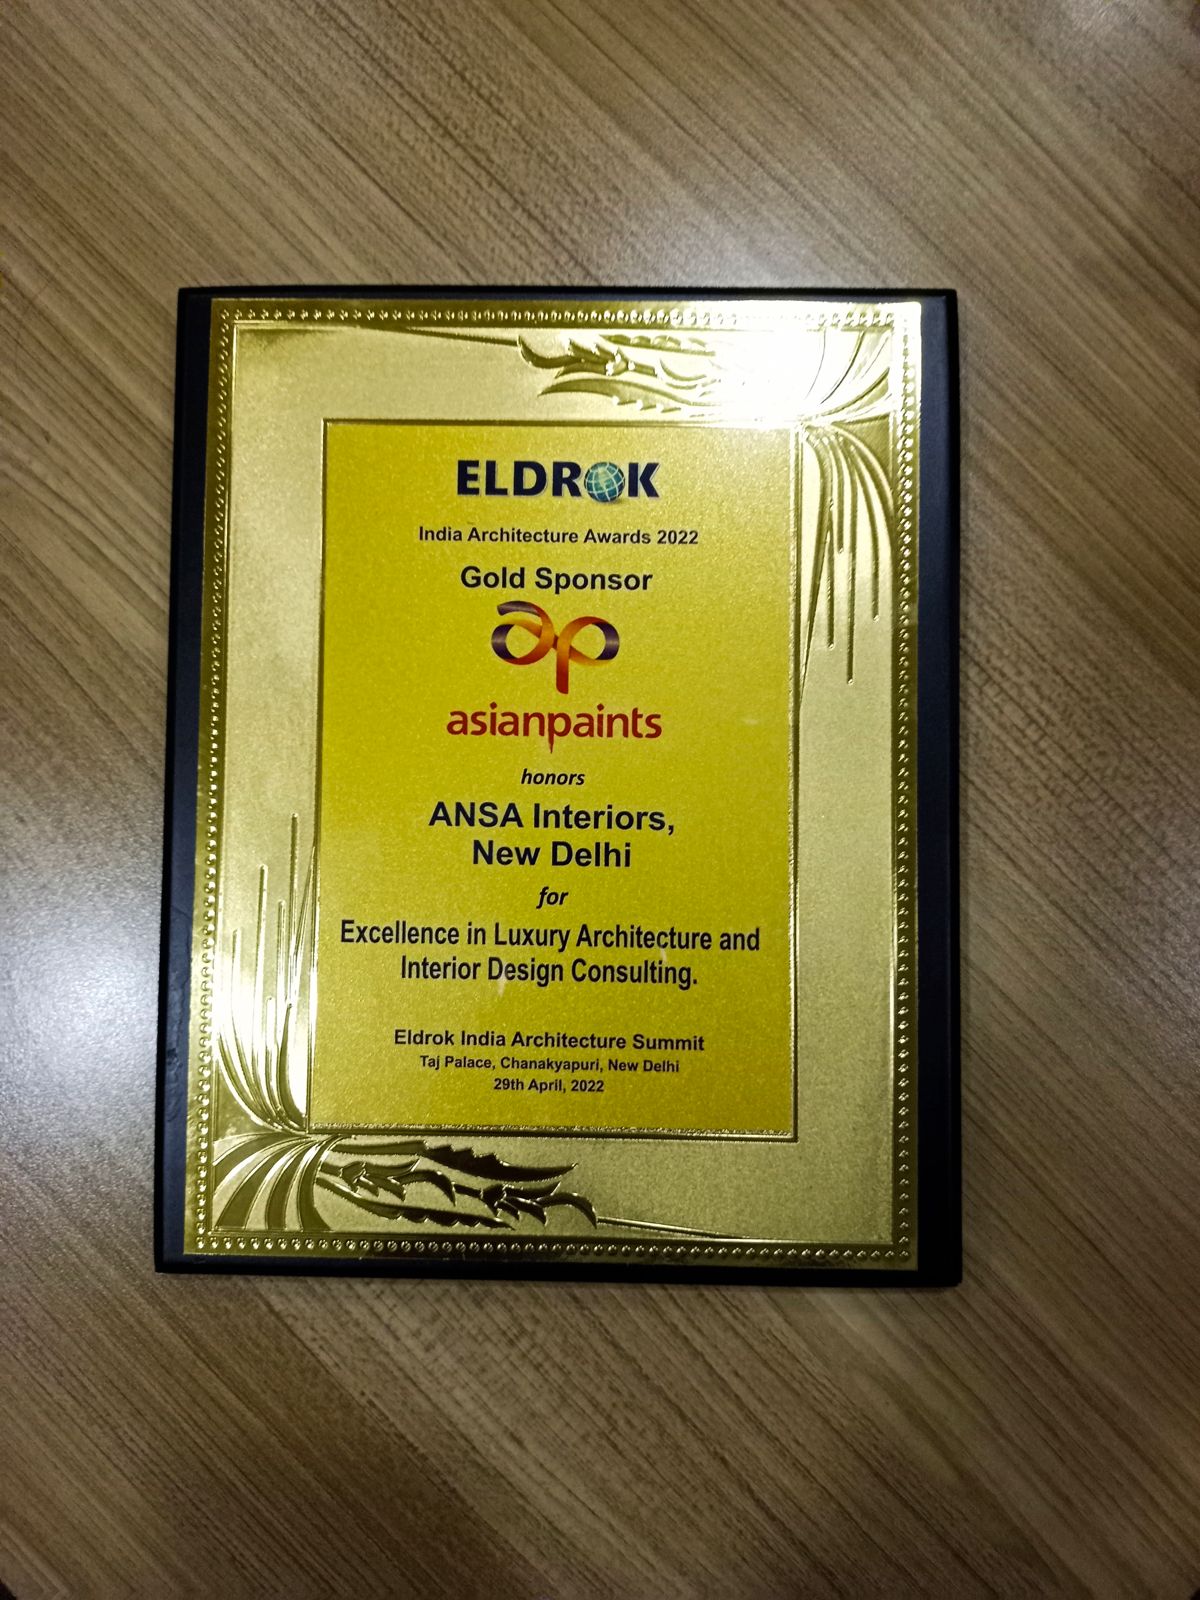 ELDROK
India Architecture Awards 2022
Gold Sponsor
ap
asianpaints
honors
ANSA Interiors,
New Delhi
for
Excellence in Luxury Architecture and
Interior Design Consulting.
Eldrok India Architecture Summit
Taj Palace, Chanakyapuri, New Delhi
29th April, 2022